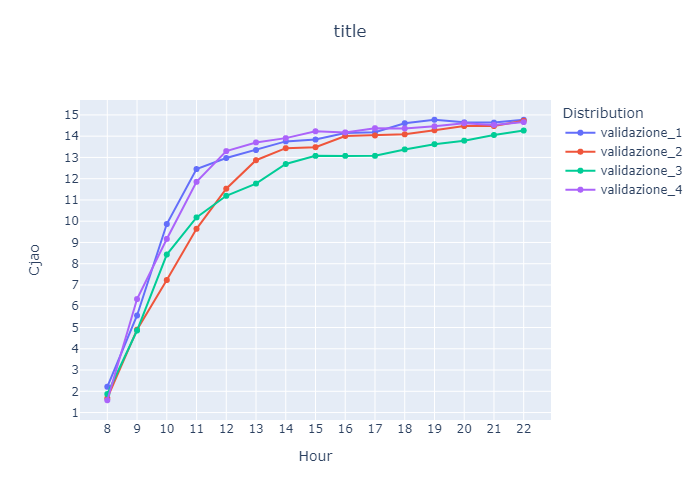 title
Distribution
validazione_1
validazione_2
validazione_3
validazione_4
Cjao
15
14
13
12
11
10
9
8
7
6
5
4
3
2
1
8 9 10 11 12 13 14 15 16 17 18 19 20 21 22
Hour